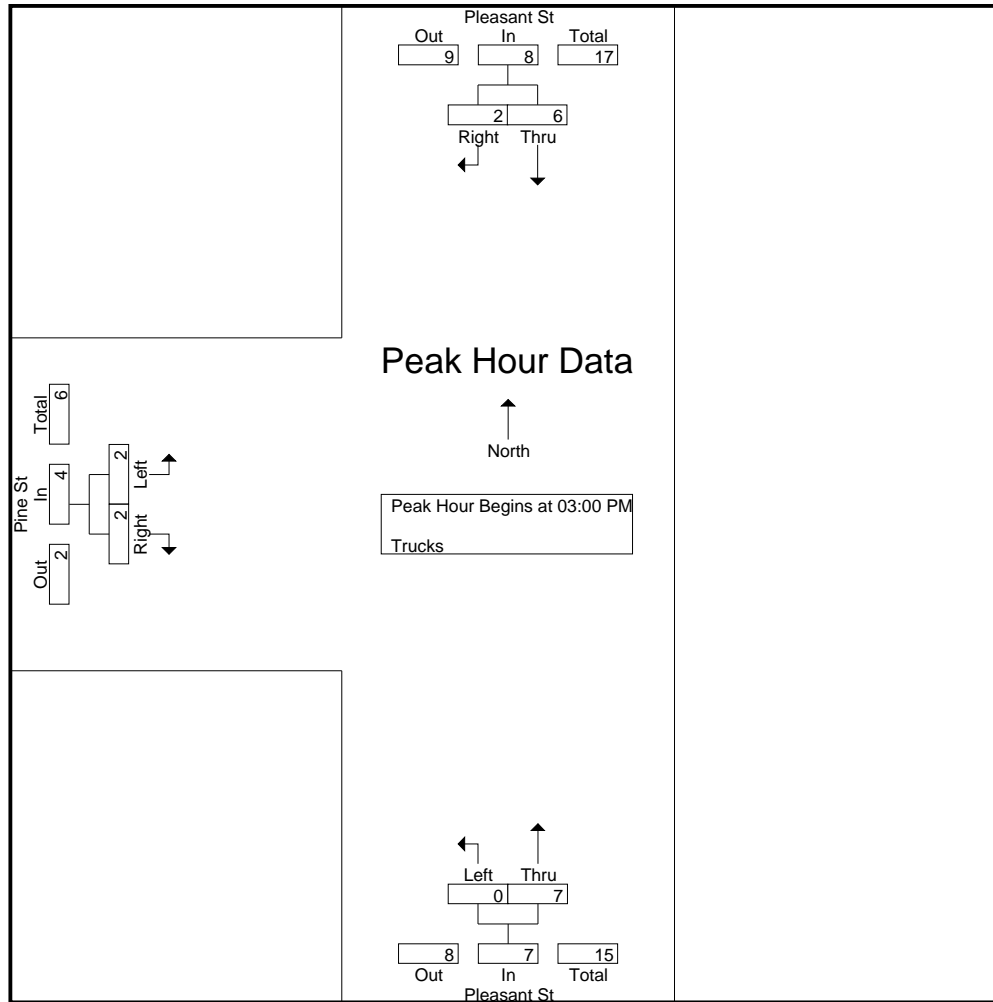 Pleasant St
Out In Total
9 8 17
2 6
Right Thru
Peak Hour Data
North
Peak Hour Begins at 03:00 PM
Trucks
Pine St
Out In Total
2 4 6
2 2
Right Left
Left Thru
0 7
8 7 15
Out In Total
Pleasant St